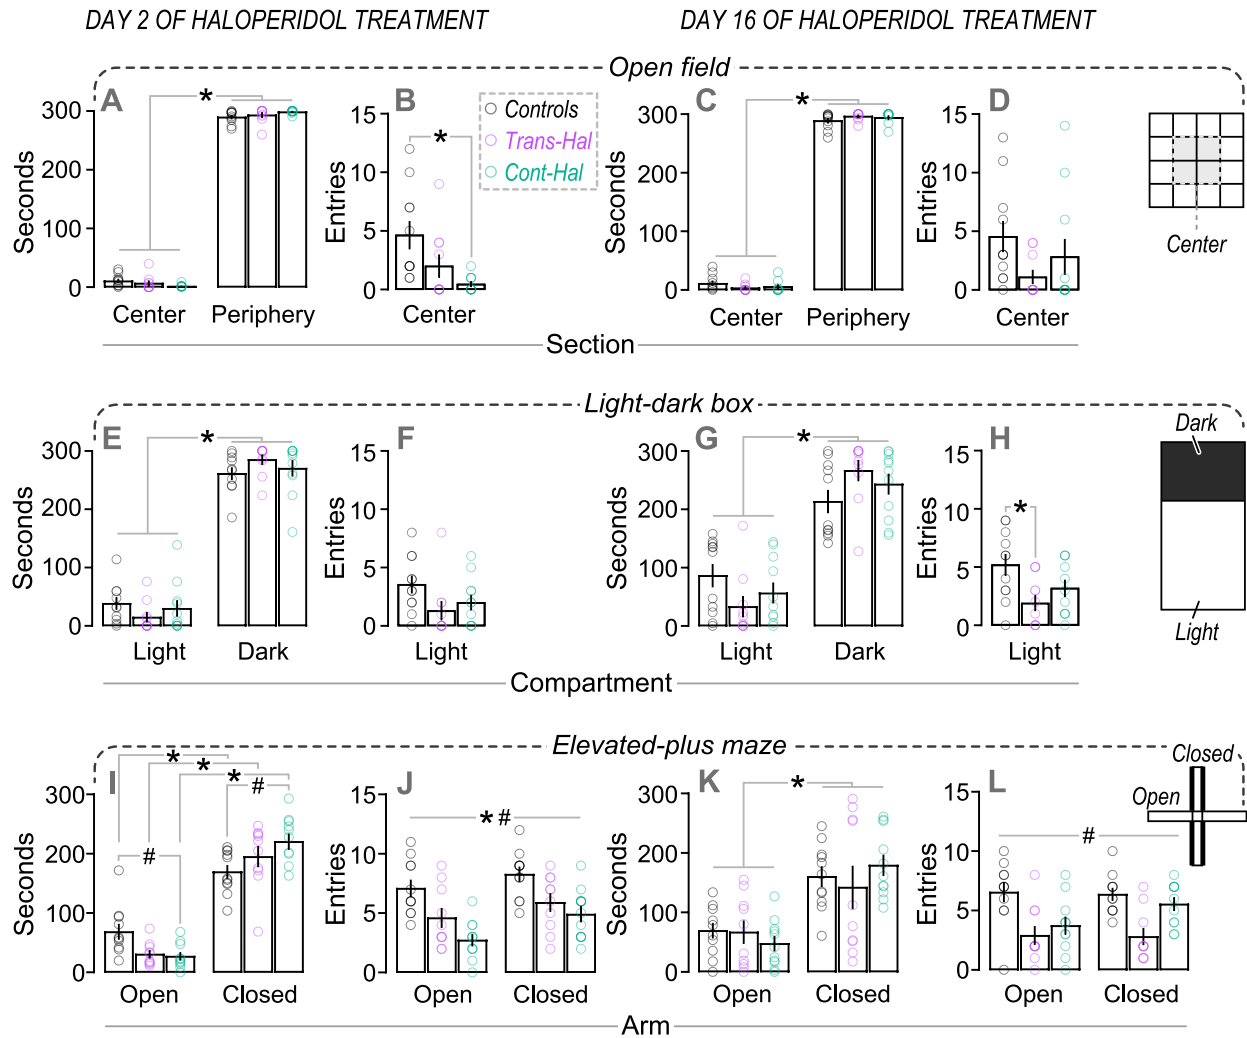 DAY 2 OF HALOPERIDOL TREATMENT
DAY 16 OF HALOPERIDOL TREATMENT
Open field
A
B
C
D
Seconds
300
200
100
0
*
Center
Periphery
Entries
15
10
5
0
*
Center
Controls
Trans-Hal
Cont-Hal
Seconds
300
200
100
0
*
Center
Periphery
Entries
15
10
5
0
Center
Center
Section
Light-dark box
E
F
G
H
Seconds
300
200
100
0
*
Light
Dark
Entries
15
10
5
0
Light
Seconds
300
200
100
0
*
Light
Dark
Entries
15
10
5
0
*
Light
Dark
Light
Compartment
Elevated-plus maze
I
J
K
L
Seconds
300
200
100
0
*
*
*
#
#
Open
Closed
Entries
15
10
5
0
* #
Open
Closed
Seconds
300
200
100
0
*
Open
Closed
Entries
10
5
0
#
Open
Closed
Closed
Open
Arm